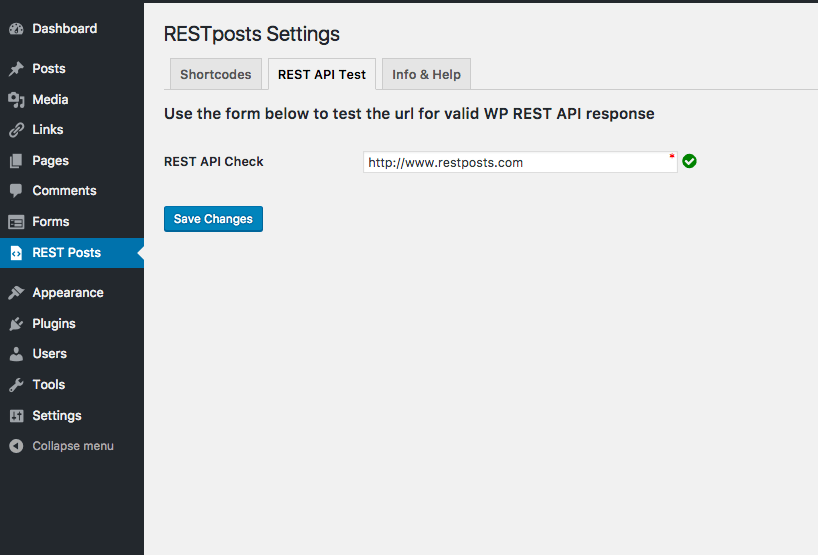 Dashboard
Posts
Media
Links
Pages
Comments
Forms
REST Posts
Appearance
Plugins
Users
Tools
Settings
Collapse menu
RESTposts Settings
Shortcodes REST API Test Info & Help
Use the form below to test the url for valid WP REST API response
REST API Check http://www.restposts.com *
Save Changes